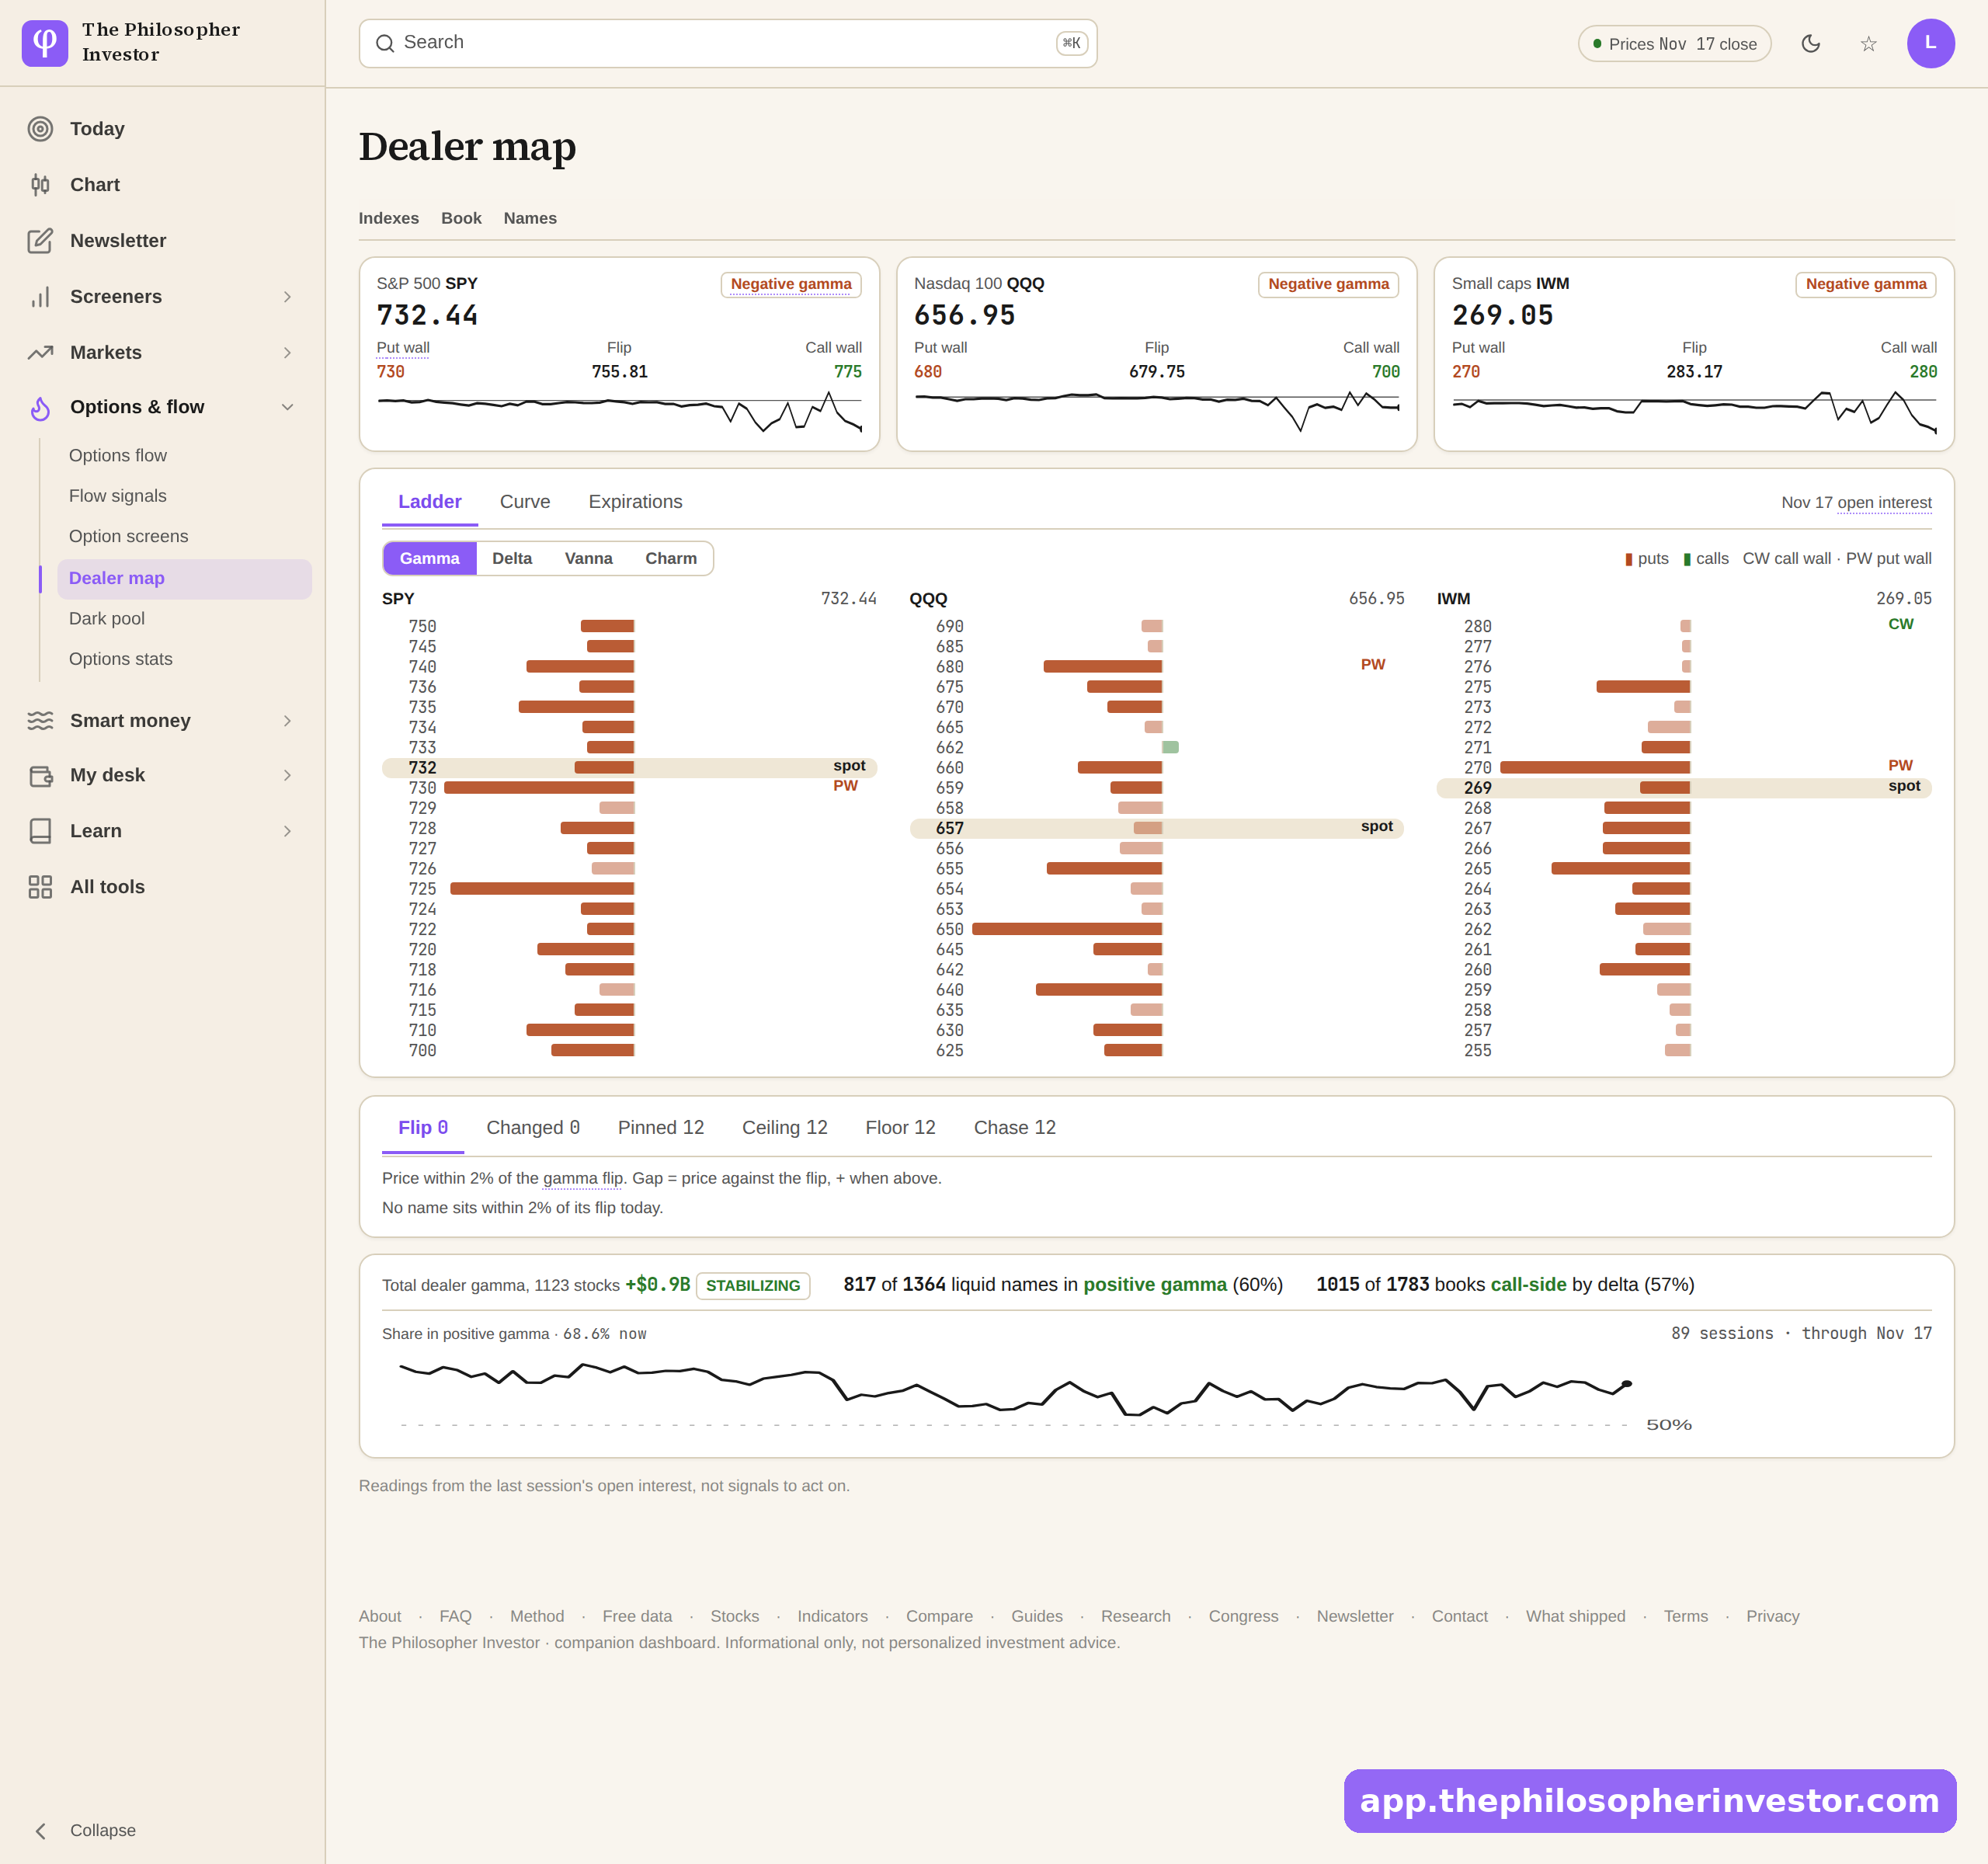 The Philosopher
Investor
Search
⌘K
Prices Nov 17 close
☆
L
Today
Chart
Newsletter
Screeners
Markets
Options & flow
Options flow
Flow signals
Option screens
Dealer map
Dark pool
Options stats
Smart money
My desk
Learn
All tools
Collapse
Dealer map
Indexes Book Names
S&P 500 SPY Negative gamma
732.44
Put wall Flip Call wall
730 755.81 775
Nasdaq 100 QQQ Negative gamma
656.95
Put wall Flip Call wall
680 679.75 700
Small caps IWM Negative gamma
269.05
Put wall Flip Call wall
270 283.17 280
Ladder Curve Expirations Nov 17 open interest
Gamma Delta Vanna Charm puts calls CW call wall · PW put wall
SPY 732.44
750
745
740
736
735
734
733
732 spot
730 PW
729
728
727
726
725
724
722
720
718
716
715
710
700
QQQ 656.95
690
685
680 PW
675
670
665
662
660
659
658
657 spot
656
655
654
653
650
645
642
640
635
630
625
IWM 269.05
280 CW
277
276
275
273
272
271
270 PW
269 spot
268
267
266
265
264
263
262
261
260
259
258
257
255
Flip 0 Changed 0 Pinned 12 Ceiling 12 Floor 12 Chase 12
Price within 2% of the gamma flip. Gap = price against the flip, + when above.
No name sits within 2% of its flip today.
Total dealer gamma, 1123 stocks +$0.9B STABILIZING 817 of 1364 liquid names in positive gamma (60%) 1015 of 1783 books call-side by delta (57%)
Share in positive gamma · 68.6% now 89 sessions · through Nov 17
50%
Readings from the last session's open interest, not signals to act on.
About · FAQ · Method · Free data · Stocks · Indicators · Compare · Guides · Research · Congress · Newsletter · Contact · What shipped · Terms · Privacy
The Philosopher Investor · companion dashboard. Informational only, not personalized investment advice.
app.thephilosopherinvestor.com